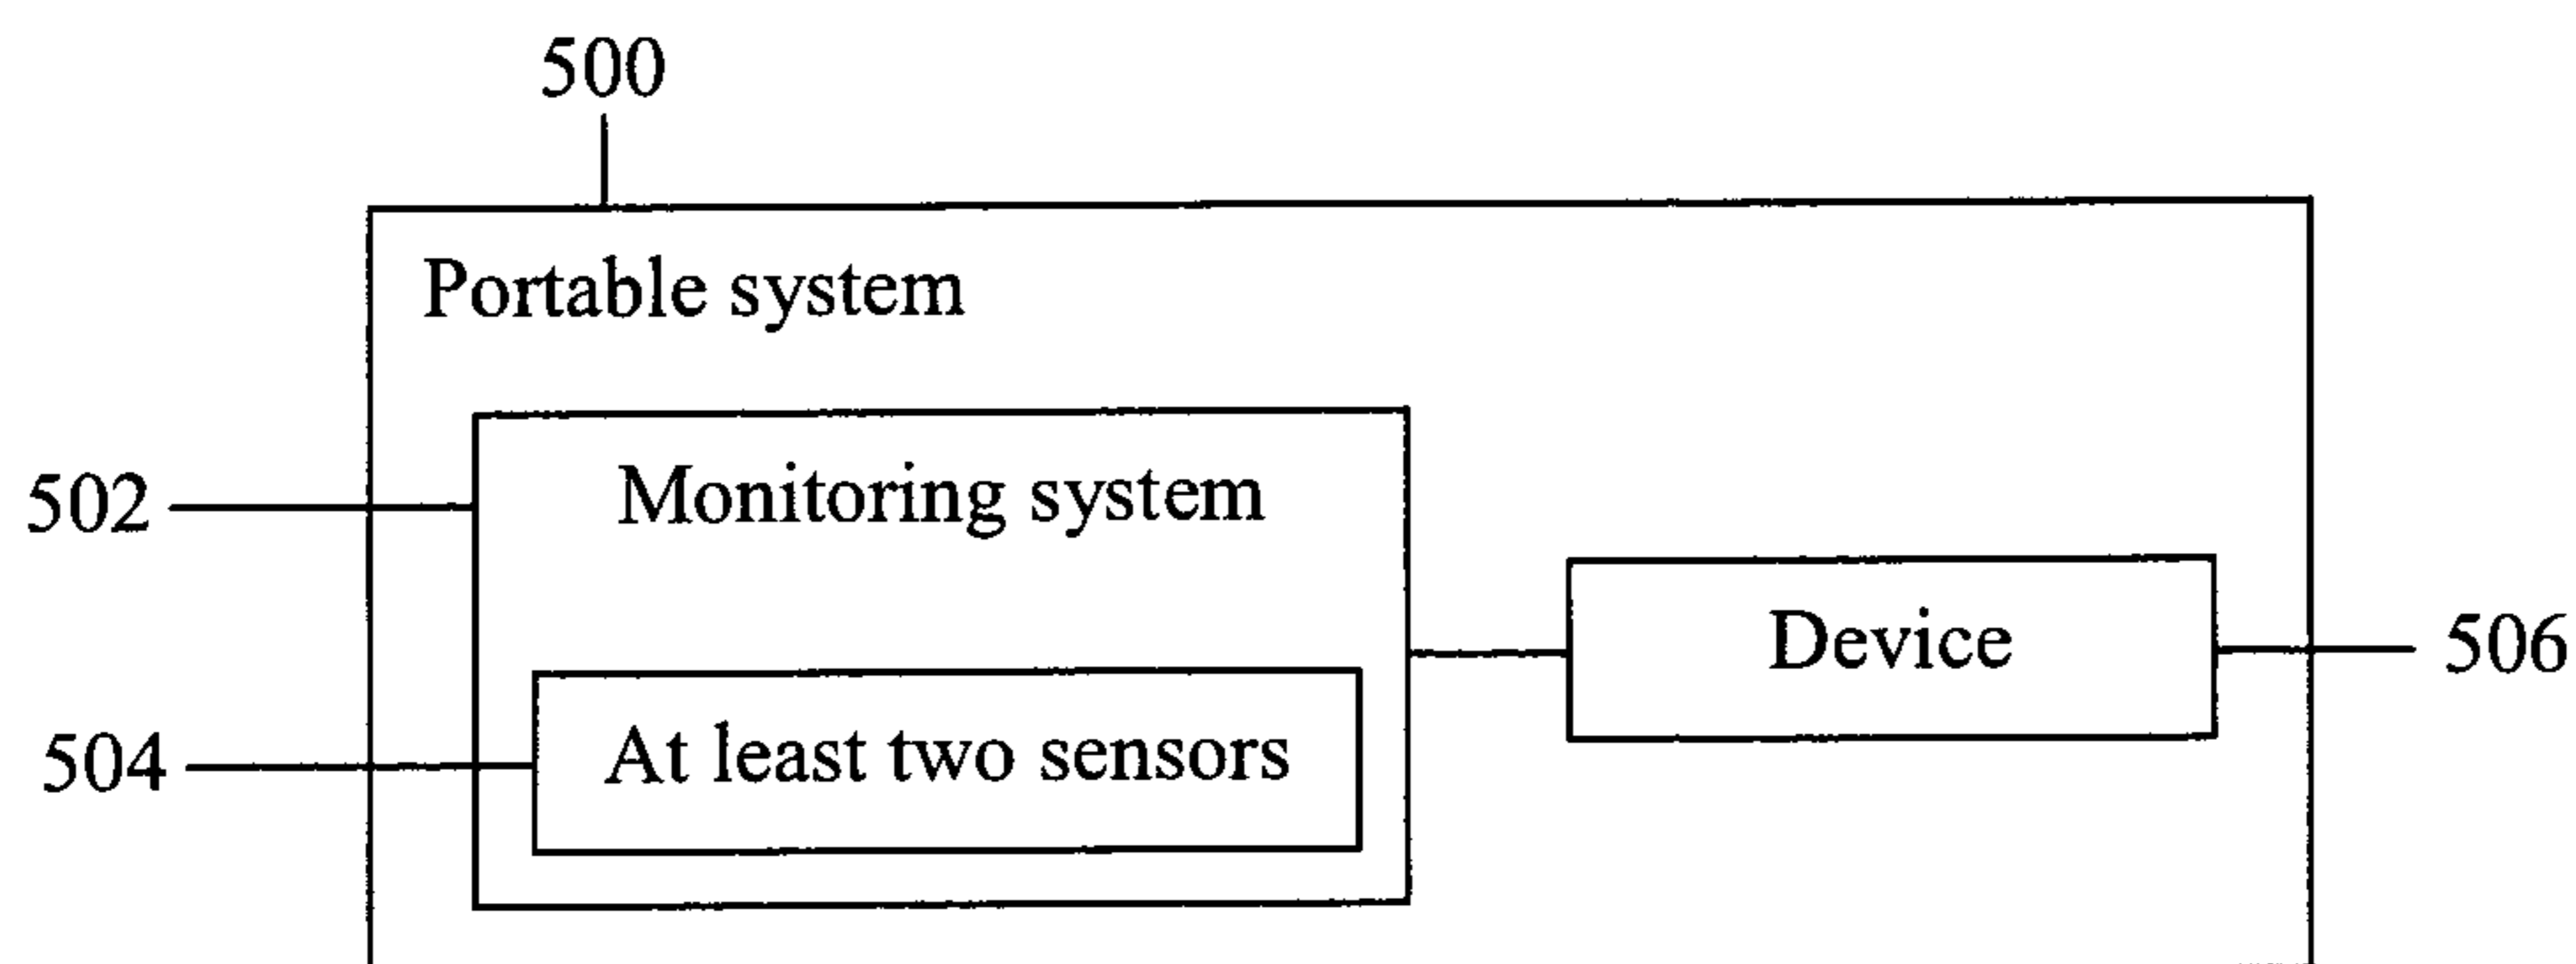 500
Portable system
502
Monitoring system
Device
506
504
At least two sensors